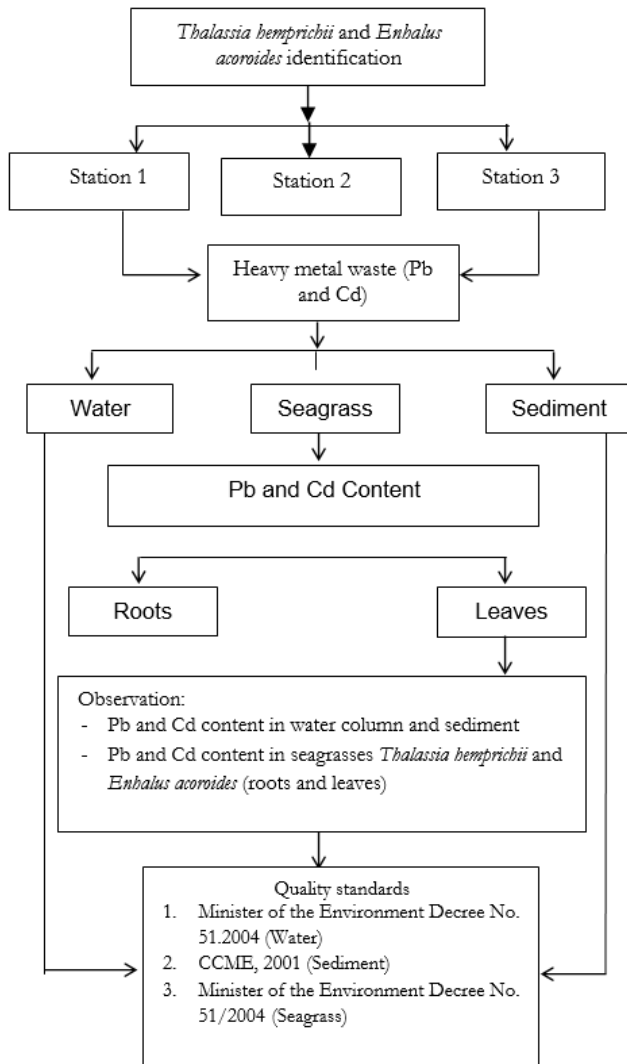 Thalassia hemprichii and Enhalus
acoroides identification
Station 1
Station 2
Station 3
Heavy metal waste (Pb
and Cd)
Water
Seagrass
Sediment
Pb and Cd Content
Roots
Leaves
Observation:
- Pb and Cd content in water column and sediment
- Pb and Cd content in seagrasses Thalassia hemprichii and
Enhalus acoroides (roots and leaves)
Quality standards
1. Minister of the Environment Decree No.
51.2004 (Water)
2. CCME, 2001 (Sediment)
3. Minister of the Environment Decree No.
51/2004 (Seagrass)